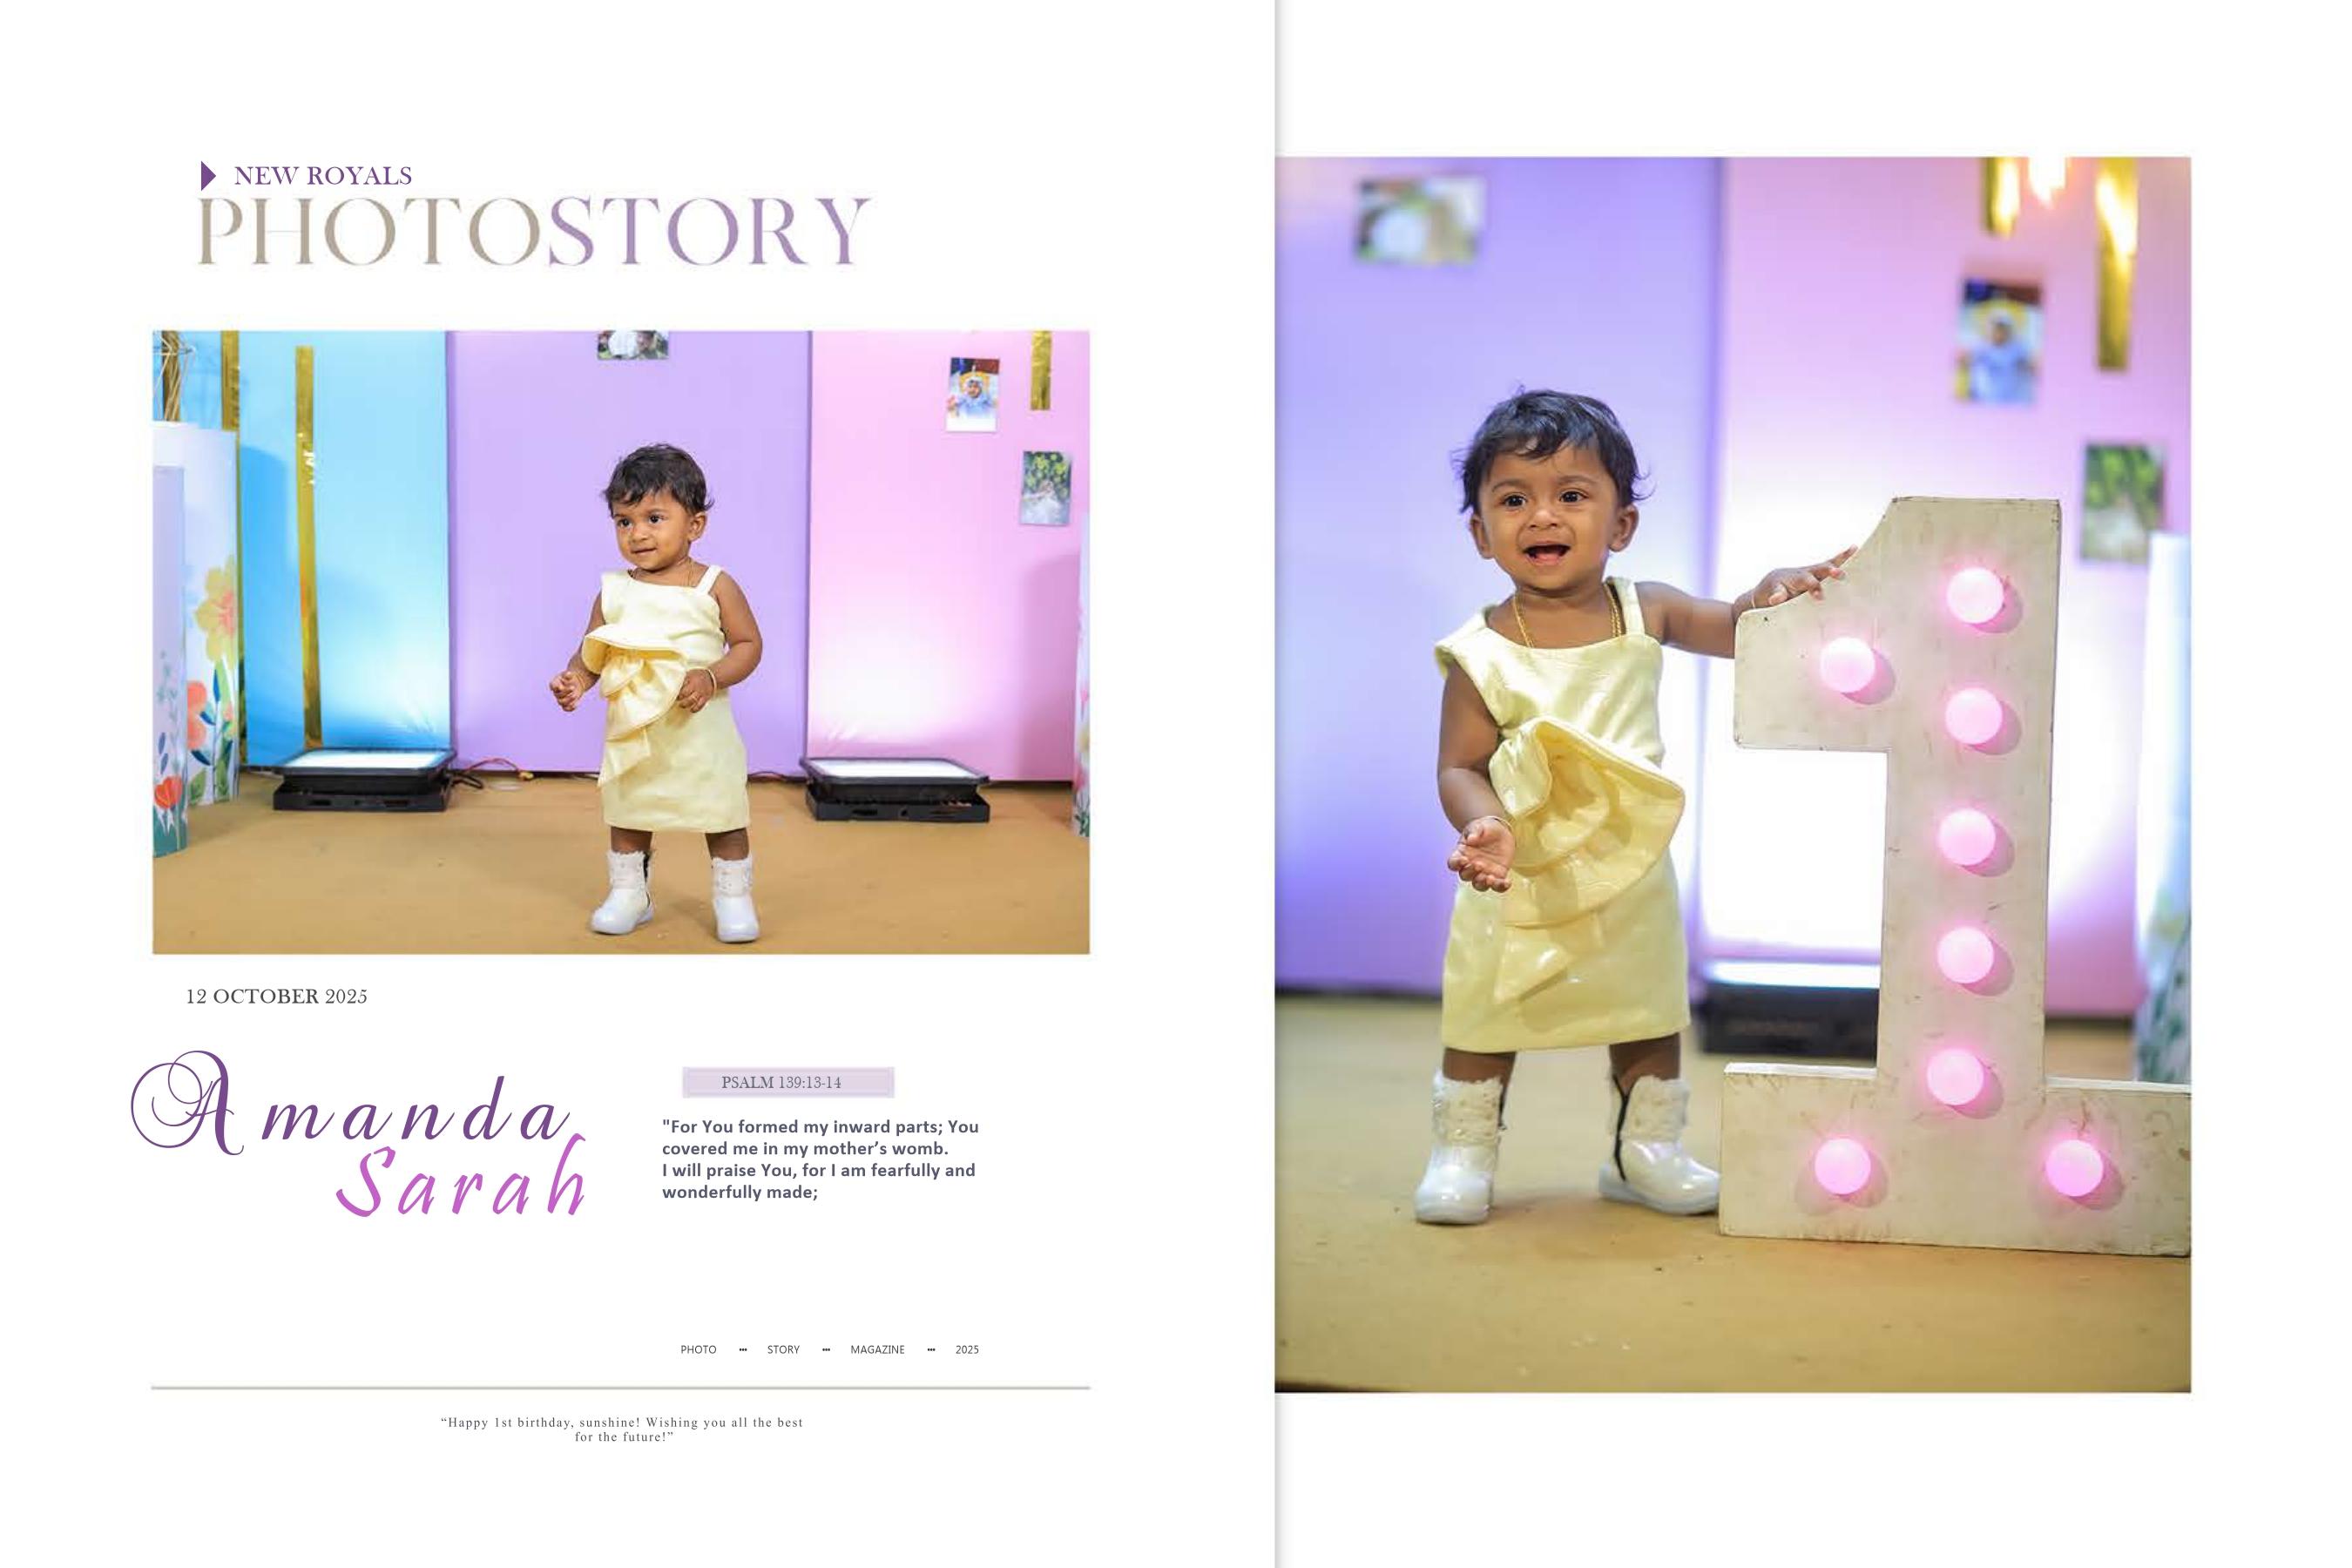 NEW ROYALS
PHOTOSTORY
12 OCTOBER 2025
Amanda
Sarah
PSALM 139:13-14
"For You formed my inward parts; You
covered me in my mother’s womb.
I will praise You, for I am fearfully and
wonderfully made;
PHOTO ••• STORY ••• MAGAZINE ••• 2025
“Happy 1st birthday, sunshine! Wishing you all the best
for the future!”
1